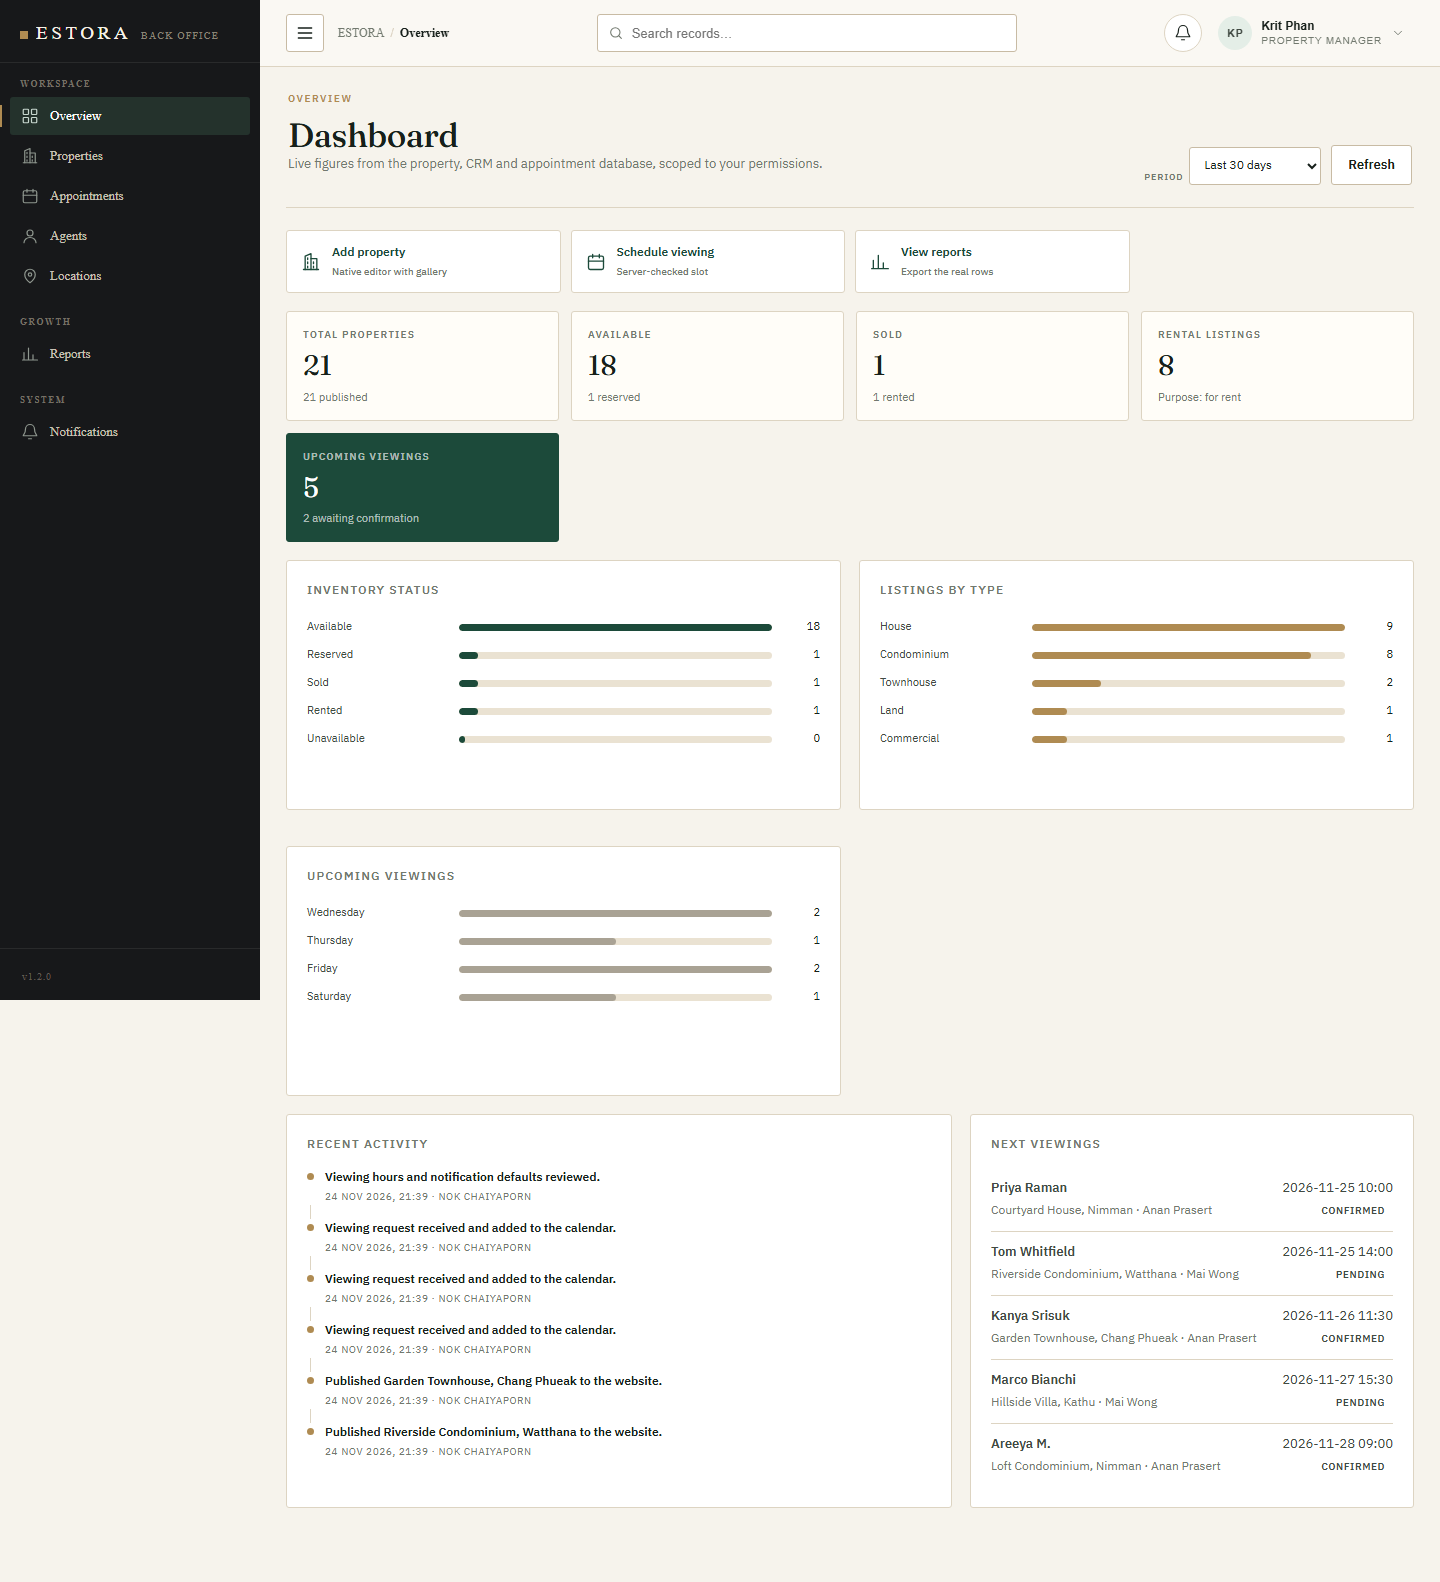 ESTORA BACK OFFICE
WORKSPACE
Overview
Properties
Appointments
Agents
Locations
GROWTH
Reports
SYSTEM
Notifications
v1.2.0
ESTORA / Overview
Search records...
KP
Krit Phan
PROPERTY MANAGER
OVERVIEW
Dashboard
Live figures from the property, CRM and appointment database, scoped to your permissions.
PERIOD
Last 30 days
Refresh
Add property
Native editor with gallery
Schedule viewing
Server-checked slot
View reports
Export the real rows
TOTAL PROPERTIES
21
21 published
AVAILABLE
18
1 reserved
SOLD
1
1 rented
RENTAL LISTINGS
8
Purpose: for rent
UPCOMING VIEWINGS
5
2 awaiting confirmation
INVENTORY STATUS
Available 18
Reserved 1
Sold 1
Rented 1
Unavailable 0
LISTINGS BY TYPE
House 9
Condominium 8
Townhouse 2
Land 1
Commercial 1
UPCOMING VIEWINGS
Wednesday 2
Thursday 1
Friday 2
Saturday 1
RECENT ACTIVITY
Viewing hours and notification defaults reviewed.
24 NOV 2026, 21:39 · NOK CHAIYAPORN
Viewing request received and added to the calendar.
24 NOV 2026, 21:39 · NOK CHAIYAPORN
Viewing request received and added to the calendar.
24 NOV 2026, 21:39 · NOK CHAIYAPORN
Viewing request received and added to the calendar.
24 NOV 2026, 21:39 · NOK CHAIYAPORN
Published Garden Townhouse, Chang Phueak to the website.
24 NOV 2026, 21:39 · NOK CHAIYAPORN
Published Riverside Condominium, Watthana to the website.
24 NOV 2026, 21:39 · NOK CHAIYAPORN
NEXT VIEWINGS
Priya Raman 2026-11-25 10:00
Courtyard House, Nimman · Anan Prasert CONFIRMED
Tom Whitfield 2026-11-25 14:00
Riverside Condominium, Watthana · Mai Wong PENDING
Kanya Srisuk 2026-11-26 11:30
Garden Townhouse, Chang Phueak · Anan Prasert CONFIRMED
Marco Bianchi 2026-11-27 15:30
Hillside Villa, Kathu · Mai Wong PENDING
Areeya M. 2026-11-28 09:00
Loft Condominium, Nimman · Anan Prasert CONFIRMED